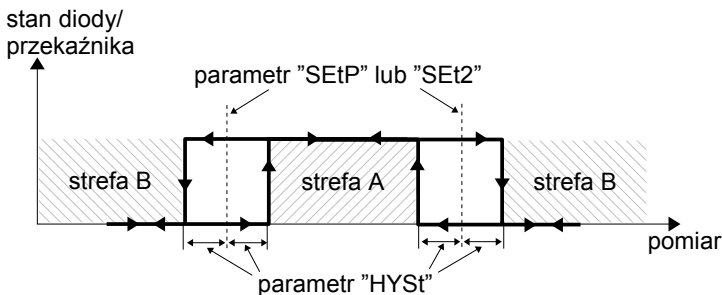 stan diody/
przekaźnika
parametr ”SEtP” lub ”SEt2”
strefa B
strefa A
strefa B
pomiar
parametr ”HYSt”